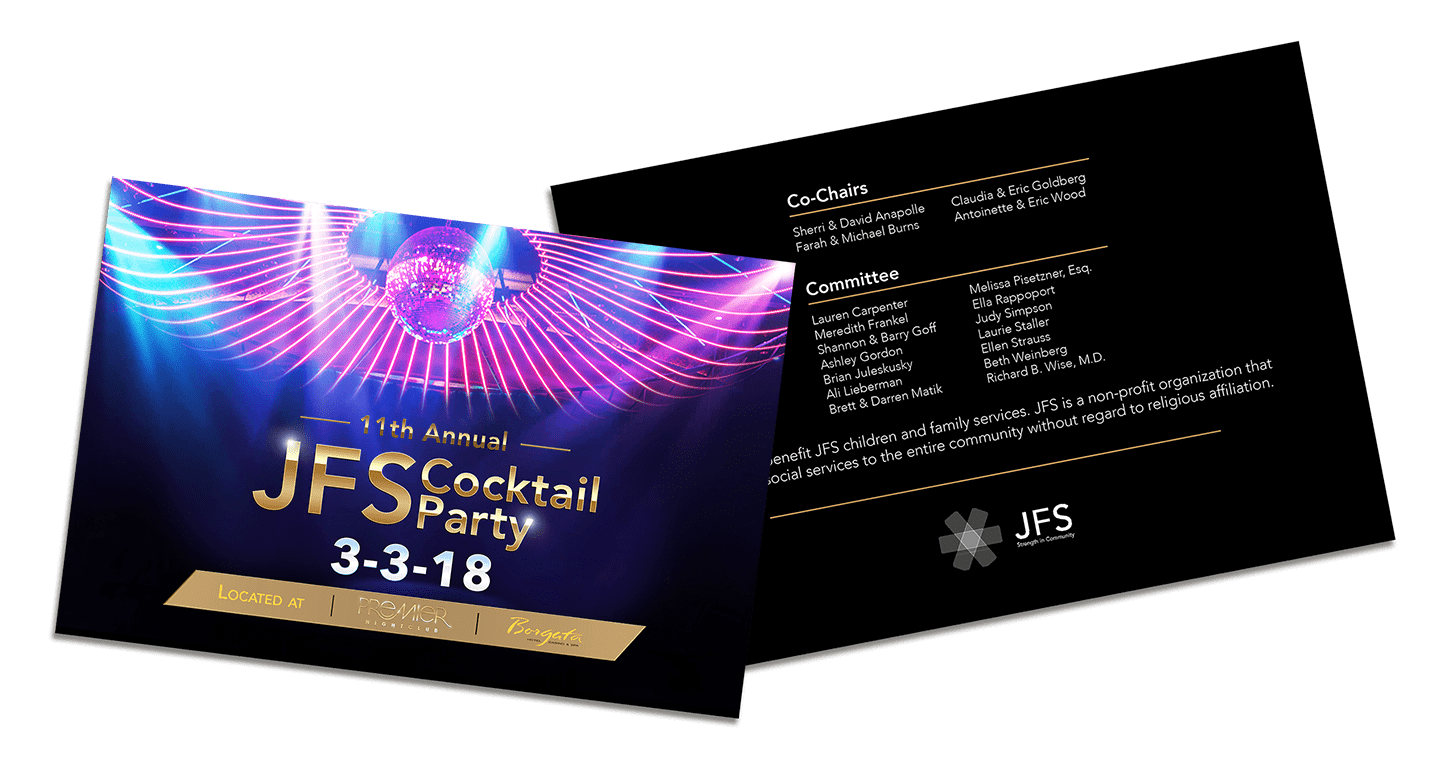 11th Annual
JFS Cocktail
Party
3-3-18
LOCATED AT
PREMIER
NIGHTCLUB
Borgata
Co-Chairs
Sherri & David Anapolle
Farah & Michael Burns
Claudia & Eric Goldberg
Antoinette & Eric Wood
Committee
Lauren Carpenter
Meredith Frankel
Shannon & Barry Goff
Ashley Gordon
Brian Juleskusky
Ali Lieberman
Brett & Darren Matik
Melissa Pisetzner, Esq.
Ella Rappoport
Judy Simpson
Laurie Staller
Ellen Strauss
Beth Weinberg
Richard B. Wise, M.D.
benefit JFS children and family services. JFS is a non-profit organization that
social services to the entire community without regard to religious affiliation.
JFS
Strength in Community